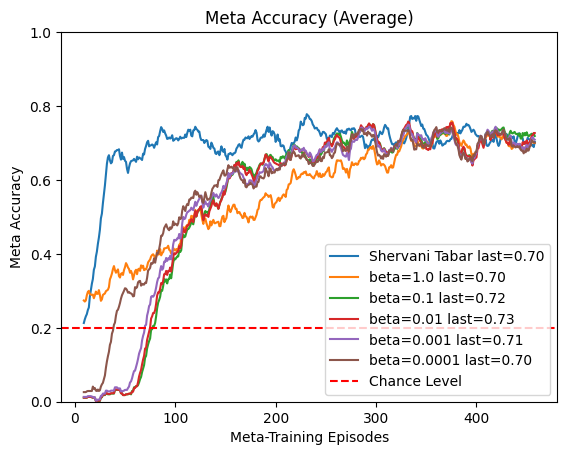 Meta Accuracy (Average)
Meta Accuracy
1.0
0.8
0.6
0.4
0.2
0.0
Shervani Tabar last=0.70
beta=1.0 last=0.70
beta=0.1 last=0.72
beta=0.01 last=0.73
beta=0.001 last=0.71
beta=0.0001 last=0.70
Chance Level
0 100 200 300 400
Meta-Training Episodes